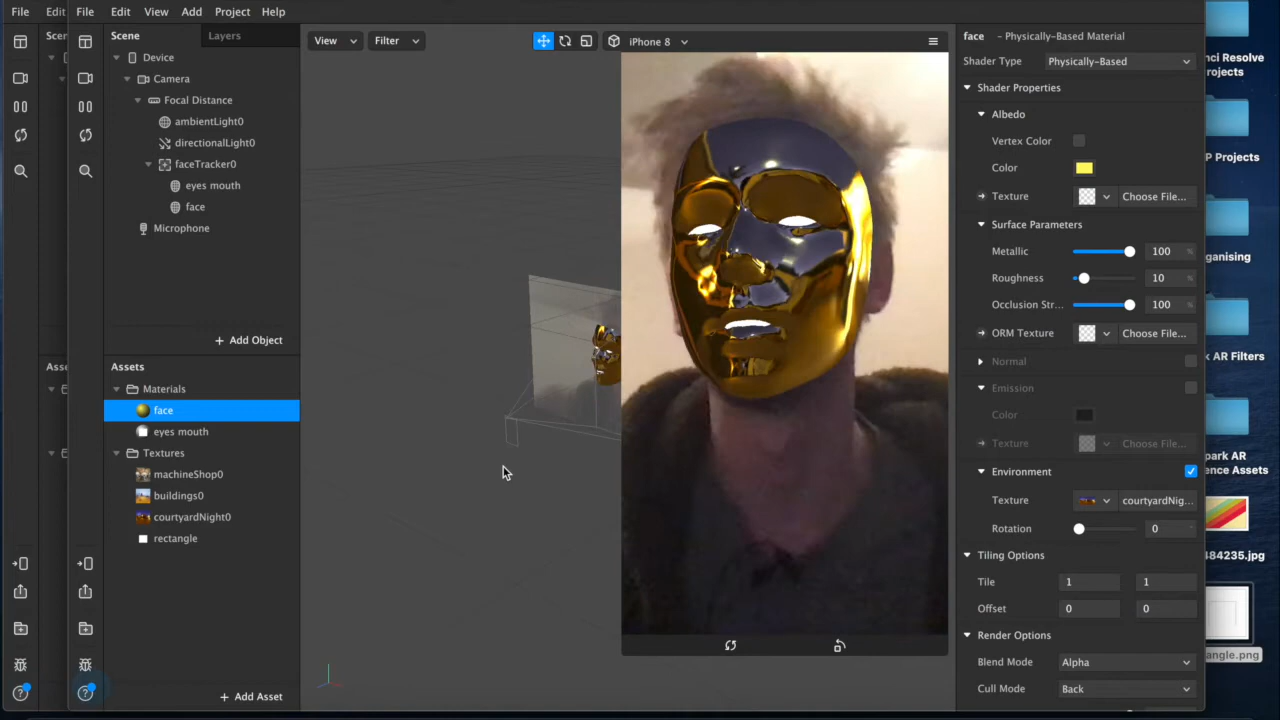 File Edit File Edit View Add Project Help
Scene Layers
Device
Camera
Focal Distance
ambientLight0
directionalLight0
faceTracker0
eyes mouth
face
Microphone
+ Add Object
Assets
Materials
face
eyes mouth
Textures
machineShop0
buildings0
courtyardNight0
rectangle
+ Add Asset
View Filter
iPhone 8
face - Physically-Based Material
Shader Type Physically-Based
Shader Properties
Albedo
Vertex Color
Color
Texture Choose File...
Surface Parameters
Metallic 100 %
Roughness 10 %
Occlusion Str... 100 %
ORM Texture Choose File...
Normal
Emission
Color
Texture Choose File...
Environment
Texture courtyardNig...
Rotation 0
Tiling Options
Tile 1 1
Offset 0 0
Render Options
Blend Mode Alpha
Cull Mode Back
nci Resolve
rojects
P Projects
ganising
k AR Filters
park AR
ence Assets
484235.jpg
angle.png